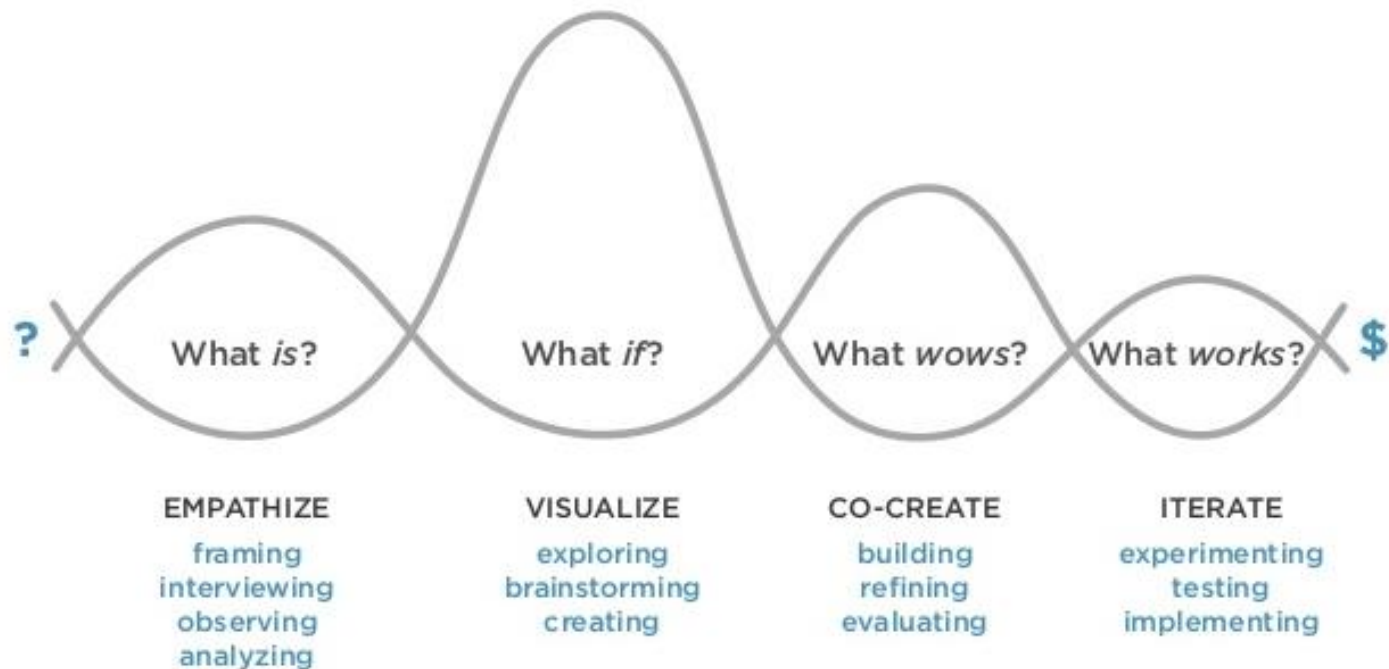 ?
What is?
What if?
What wows?
What works?
$
EMPATHIZE
framing
interviewing
observing
analyzing
VISUALIZE
exploring
brainstorming
creating
CO-CREATE
building
refining
evaluating
ITERATE
experimenting
testing
implementing